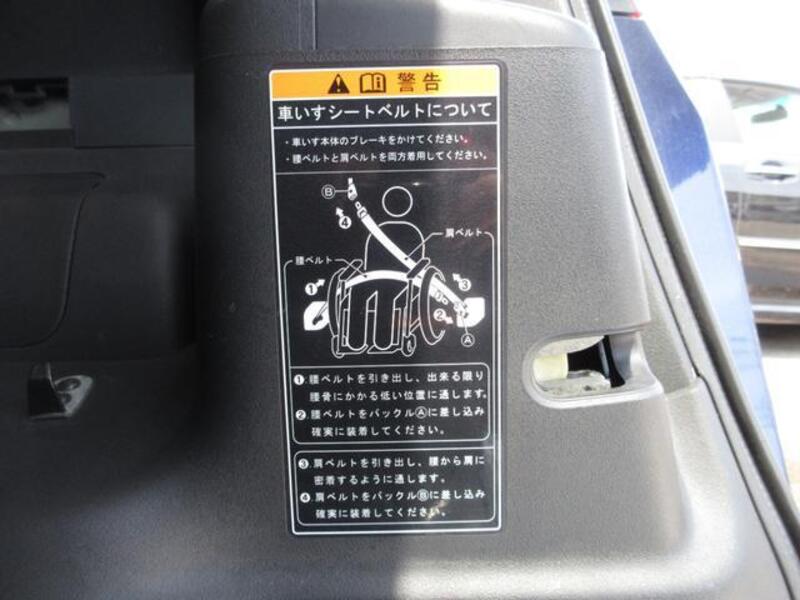 警告
車いすシートベルトについて
・車いす本体のブレーキをかけてください。
・腰ベルトと肩ベルトを両方着用してください。
Ⓑ
❹
肩ベルト
腰ベルト
❶
❸
❷
Ⓐ
❶.腰ベルトを引き出し、出来る限り
腰骨にかかる低い位置に通します。
❷.腰ベルトをバックルⒶに差し込み
確実に装着してください。
❸.肩ベルトを引き出し、腰から肩に
密着するように通します。
❹.肩ベルトをバックルⒷに差し込み
確実に装着してください。